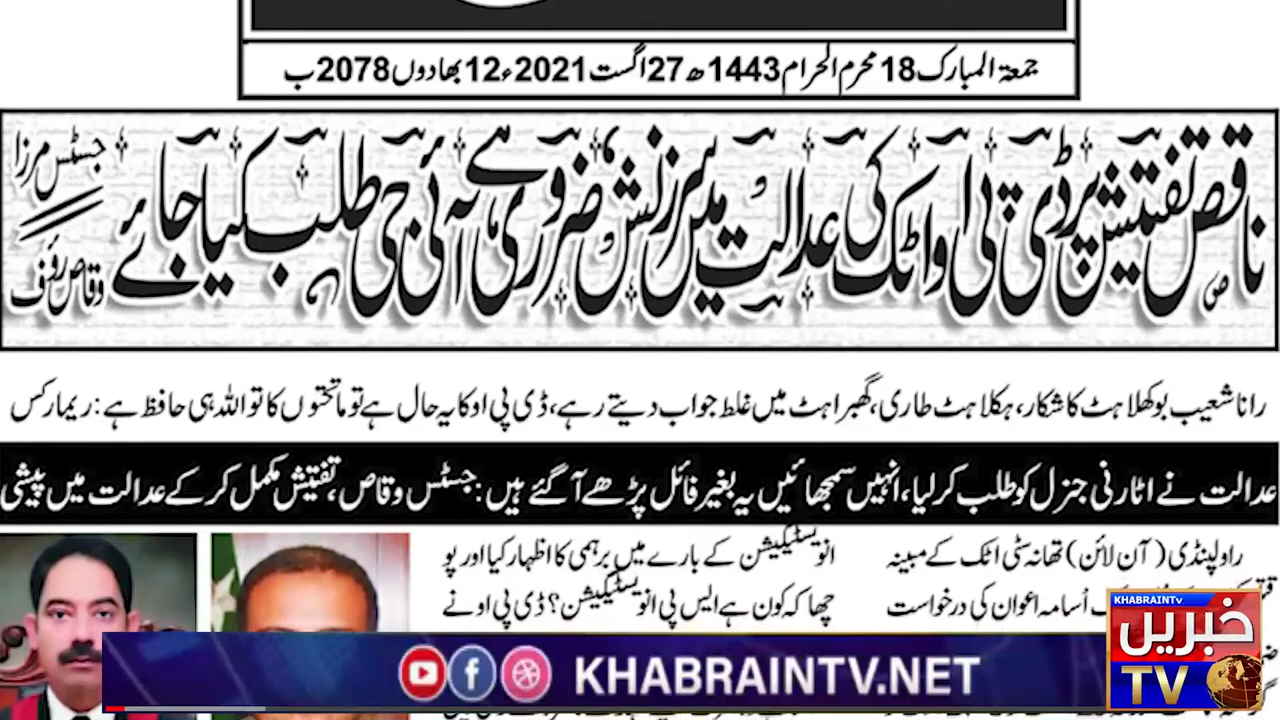 جمعۃ المبارک 18 محرم الحرام 1443ھ 27 اگست 2021ء 12 بھادوں 2078 ب
ناقص تفتیش پر ڈی پی او اٹک کی عدالت میں سرزنش، ضروری ہے آئی جی طلب کیا جائے
جسٹس مرزا
وقاص رؤف
رانا شعیب بوکھلاہٹ کا شکار، ہکلاہٹ طاری، گھبراہٹ میں غلط جواب دیتے رہے، ڈی پی او کا یہ حال ہے تو ماتحتوں کا تو اللہ ہی حافظ ہے: ریمارکس
عدالت نے اٹارنی جنرل کو طلب کر لیا، انہیں سمجھائیں یہ بغیر فائل پڑھے آ گئے ہیں: جسٹس وقاص، تفتیش مکمل کر کے عدالت میں پیشی
راولپنڈی (آن لائن) تھانہ سٹی اٹک کے مبینہ
اُسامہ اعوان کی درخواست
انویسٹیگیشن کے بارے میں برہمی کا اظہار کیا اور پو
چھا کہ کون ہے ایس پی انویسٹیگیشن؟ ڈی پی او نے
KHABRAINTV.NET
KHABRAINTv
خبریں
TV